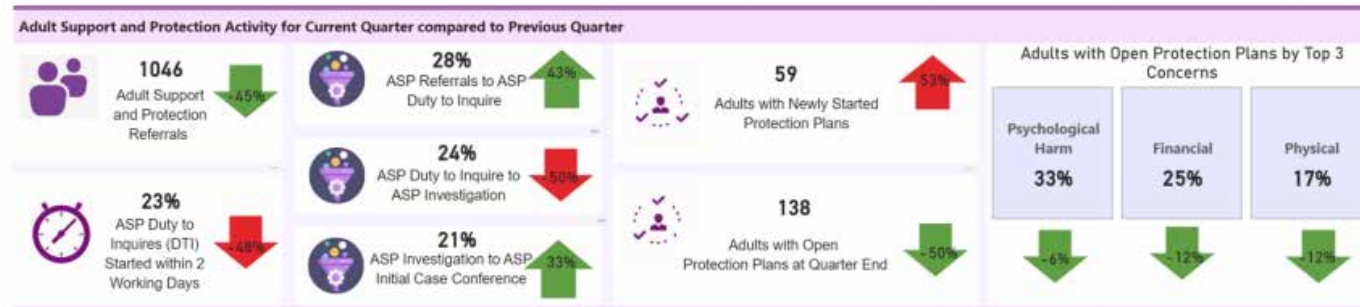 Adult Support and Protection Activity for Current Quarter compared to Previous Quarter
1046
Adult Support
and Protection
Referrals
-45%
23%
ASP Duty to
Inquires (DTI)
Started within 2
Working Days
-48%
28%
ASP Referrals to ASP
Duty to Inquire
43%
24%
ASP Duty to Inquire to
ASP Investigation
-50%
21%
ASP Investigation to ASP
Initial Case Conference
33%
59
Adults with Newly Started
Protection Plans
53%
138
Adults with Open
Protection Plans at Quarter End
-50%
Adults with Open Protection Plans by Top 3
Concerns
Psychological
Harm
33%
-6%
Financial
25%
-12%
Physical
17%
-12%